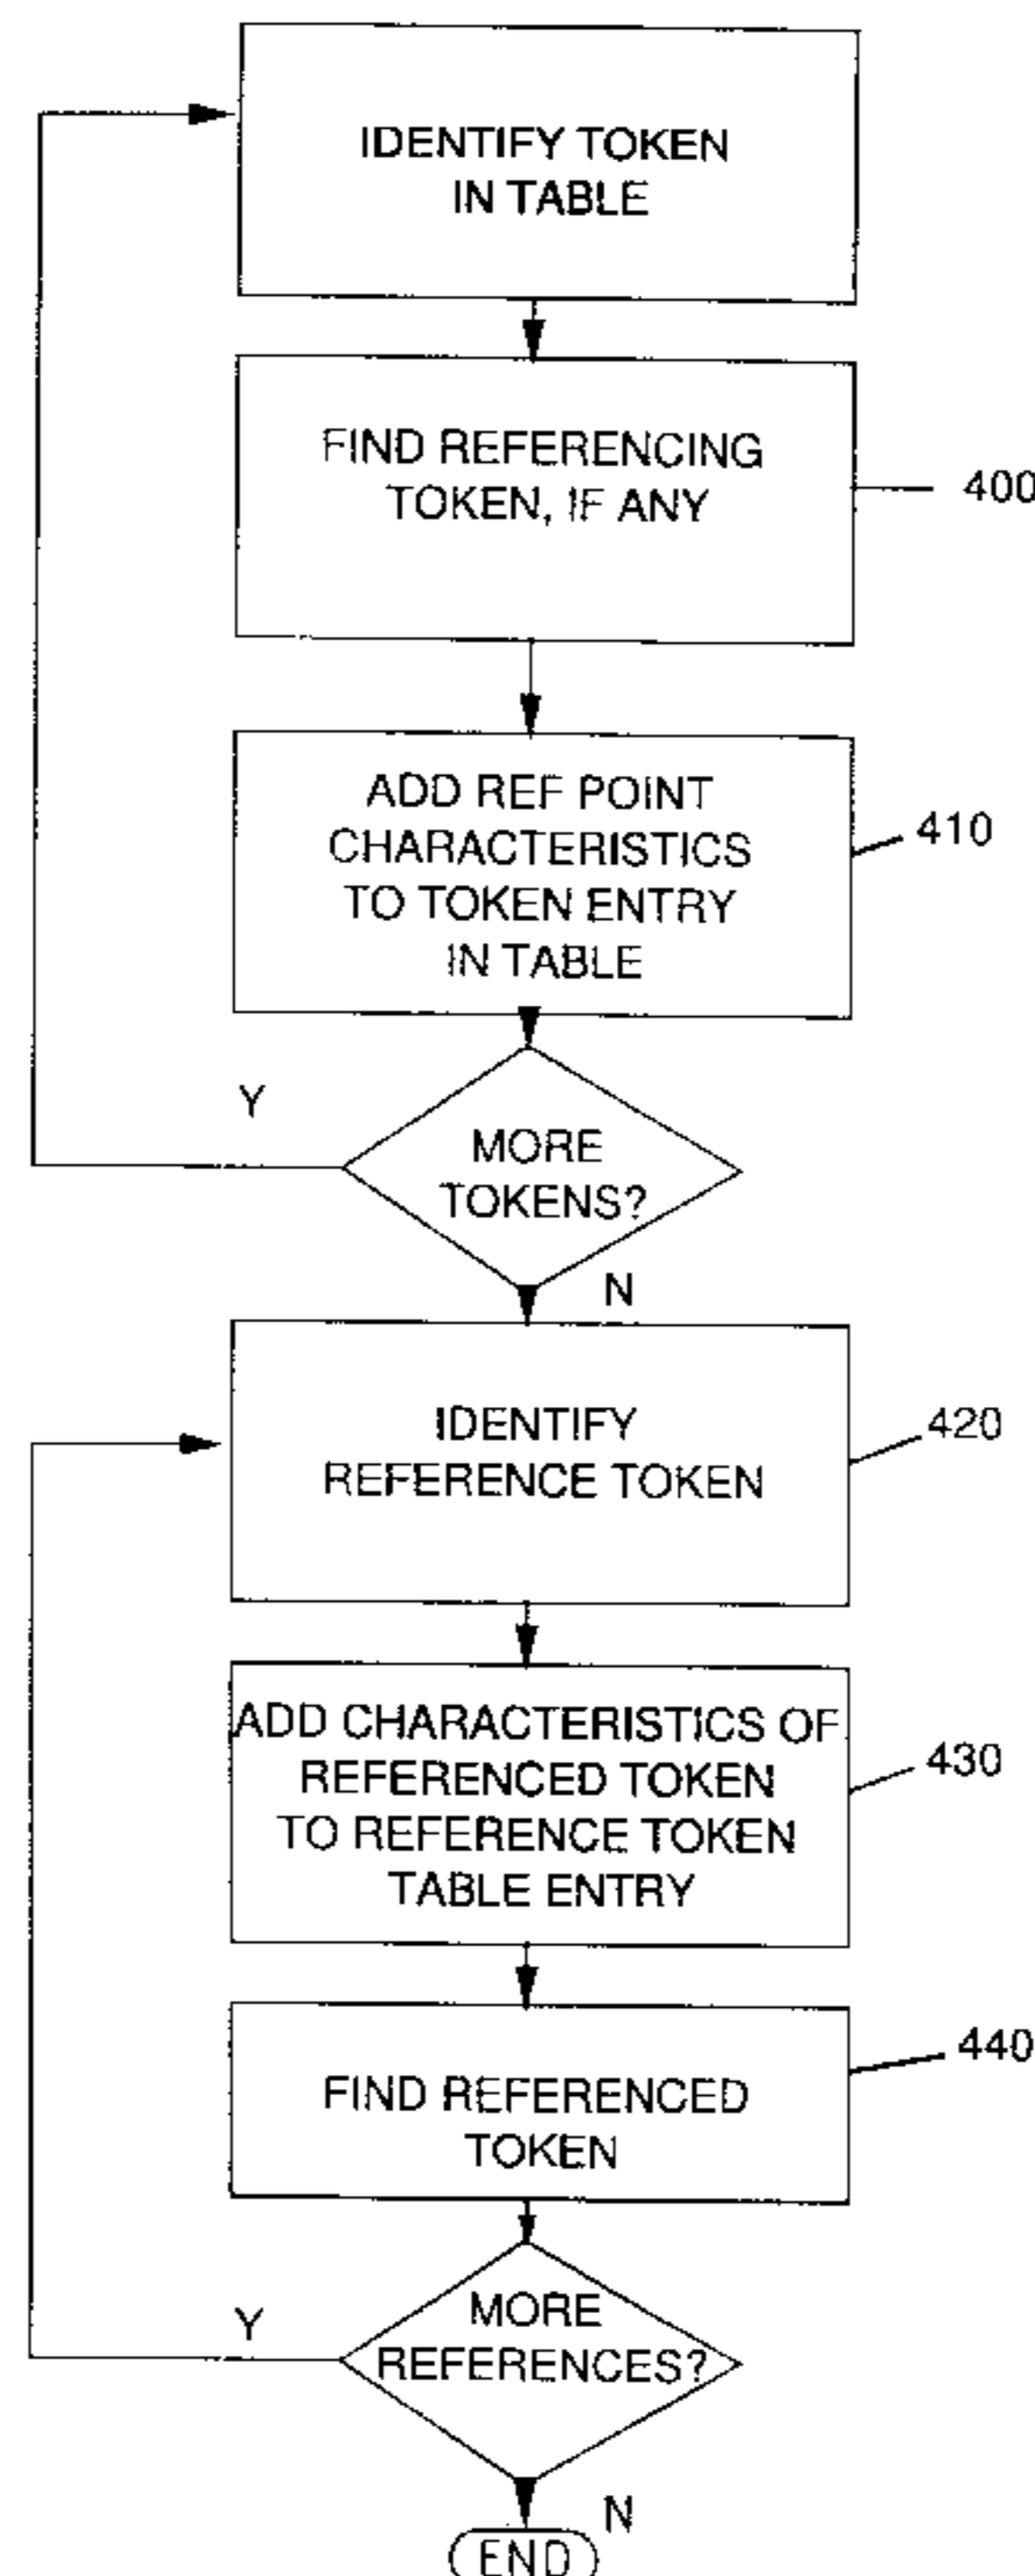 IDENTIFY TOKEN
IN TABLE
FIND REFERENCING
TOKEN, IF ANY
400
ADD REF POINT
CHARACTERISTICS
TO TOKEN ENTRY
IN TABLE
410
Y
MORE
TOKENS?
N
IDENTIFY
REFERENCE TOKEN
420
ADD CHARACTERISTICS OF
REFERENCED TOKEN
TO REFERENCE TOKEN
TABLE ENTRY
430
FIND REFERENCED
TOKEN
440
Y
MORE
REFERENCES?
N
END